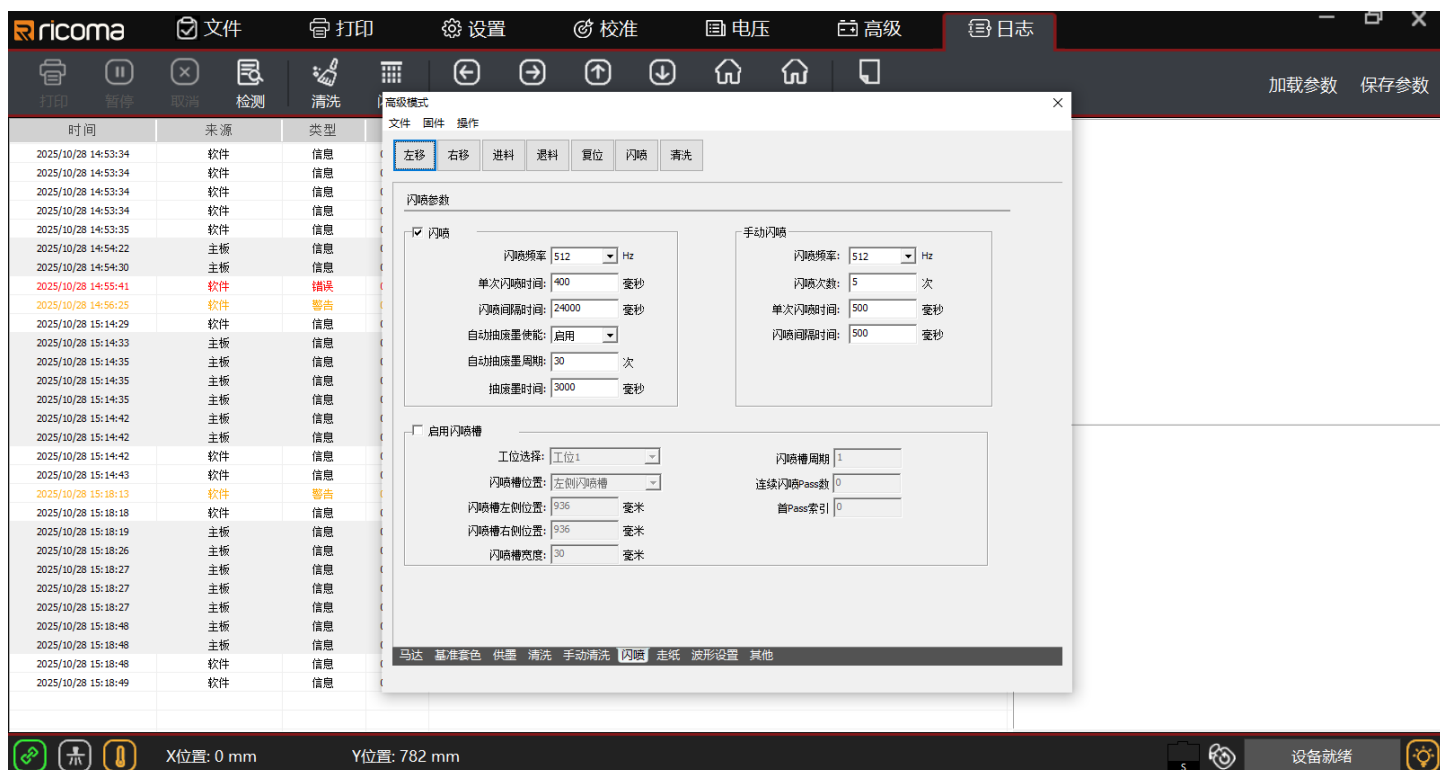 ricoma 文件 打印 设置 校准 电压 高级 日志
打印 暂停 取消 检测 清洗
加载参数 保存参数
时间 来源 类型
2025/10/28 14:53:34 软件 信息
2025/10/28 14:53:34 软件 信息
2025/10/28 14:53:34 软件 信息
2025/10/28 14:53:34 软件 信息
2025/10/28 14:53:35 软件 信息
2025/10/28 14:54:22 主板 信息
2025/10/28 14:54:30 主板 信息
2025/10/28 14:55:41 软件 错误
2025/10/28 14:56:25 软件 警告
2025/10/28 15:14:29 软件 信息
2025/10/28 15:14:33 主板 信息
2025/10/28 15:14:35 主板 信息
2025/10/28 15:14:35 主板 信息
2025/10/28 15:14:35 主板 信息
2025/10/28 15:14:42 主板 信息
2025/10/28 15:14:42 主板 信息
2025/10/28 15:14:42 软件 信息
2025/10/28 15:14:43 软件 信息
2025/10/28 15:18:13 软件 警告
2025/10/28 15:18:18 软件 信息
2025/10/28 15:18:19 主板 信息
2025/10/28 15:18:26 主板 信息
2025/10/28 15:18:27 主板 信息
2025/10/28 15:18:27 主板 信息
2025/10/28 15:18:27 主板 信息
2025/10/28 15:18:48 主板 信息
2025/10/28 15:18:48 主板 信息
2025/10/28 15:18:48 软件 信息
2025/10/28 15:18:49 软件 信息
高级模式
文件 固件 操作
左移 右移 进料 退料 复位 闪喷 清洗
闪喷参数
闪喷
闪喷频率 512 Hz
单次闪喷时间: 400 毫秒
闪喷间隔时间: 24000 毫秒
自动抽废墨使能: 启用
自动抽废墨周期: 30 次
抽废墨时间: 3000 毫秒
手动闪喷
闪喷频率: 512 Hz
闪喷次数: 5 次
单次闪喷时间: 500 毫秒
闪喷间隔时间: 500 毫秒
启用闪喷槽
工位选择: 工位1
闪喷槽位置: 左侧闪喷槽
闪喷槽左侧位置: 936 毫米
闪喷槽右侧位置: 936 毫米
闪喷槽宽度: 30 毫米
闪喷槽周期 1
连续闪喷Pass数 0
首Pass索引 0
马达 基准套色 供墨 清洗 手动清洗 闪喷 走纸 波形设置 其他
X位置: 0 mm Y位置: 782 mm S 设备就绪